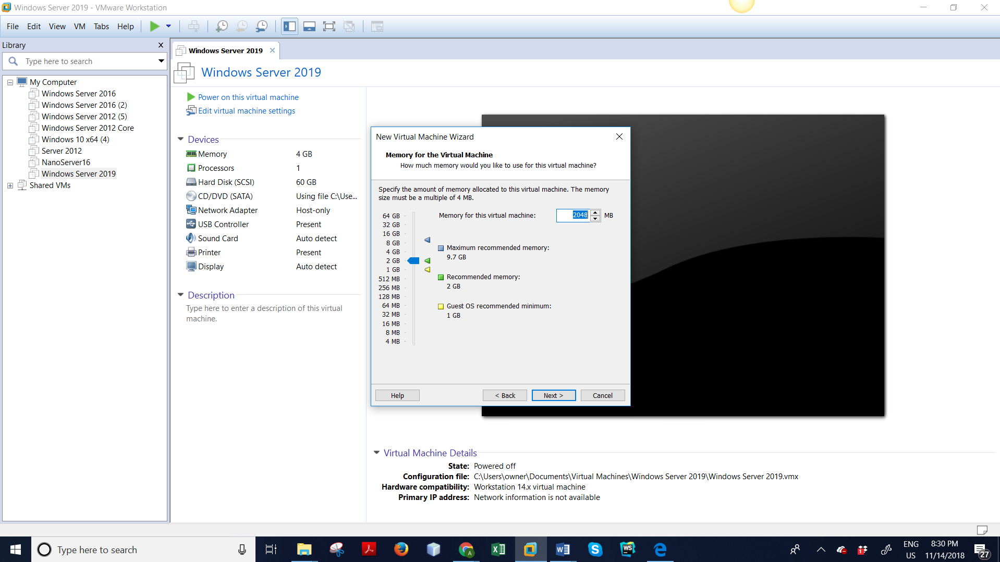 Windows Server 2019 - VMware Workstation
File Edit View VM Tabs Help
Library
Type here to search
My Computer
Windows Server 2016
Windows Server 2016 (2)
Windows Server 2012 (5)
Windows Server 2012 Core
Windows 10 x64 (4)
Server 2012
NanoServer16
Windows Server 2019
Shared VMs
Windows Server 2019
Windows Server 2019
Power on this virtual machine
Edit virtual machine settings
Devices
Memory 4 GB
Processors 1
Hard Disk (SCSI) 60 GB
CD/DVD (SATA) Using file C:\Use...
Network Adapter Host-only
USB Controller Present
Sound Card Auto detect
Printer Present
Display Auto detect
Description
Type here to enter a description of this virtual
machine.
New Virtual Machine Wizard
Memory for the Virtual Machine
How much memory would you like to use for this virtual machine?
Specify the amount of memory allocated to this virtual machine. The memory
size must be a multiple of 4 MB.
64 GB
32 GB
16 GB
8 GB
4 GB
2 GB
1 GB
512 MB
256 MB
128 MB
64 MB
32 MB
16 MB
8 MB
4 MB
Memory for this virtual machine: 2048 MB
Maximum recommended memory:
9.7 GB
Recommended memory:
2 GB
Guest OS recommended minimum:
1 GB
Help < Back Next > Cancel
Virtual Machine Details
State: Powered off
Configuration file: C:\Users\owner\Documents\Virtual Machines\Windows Server 2019\Windows Server 2019.vmx
Hardware compatibility: Workstation 14.x virtual machine
Primary IP address: Network information is not available
Type here to search
A
WS
1
ENG
US
8:30 PM
11/14/2018
27